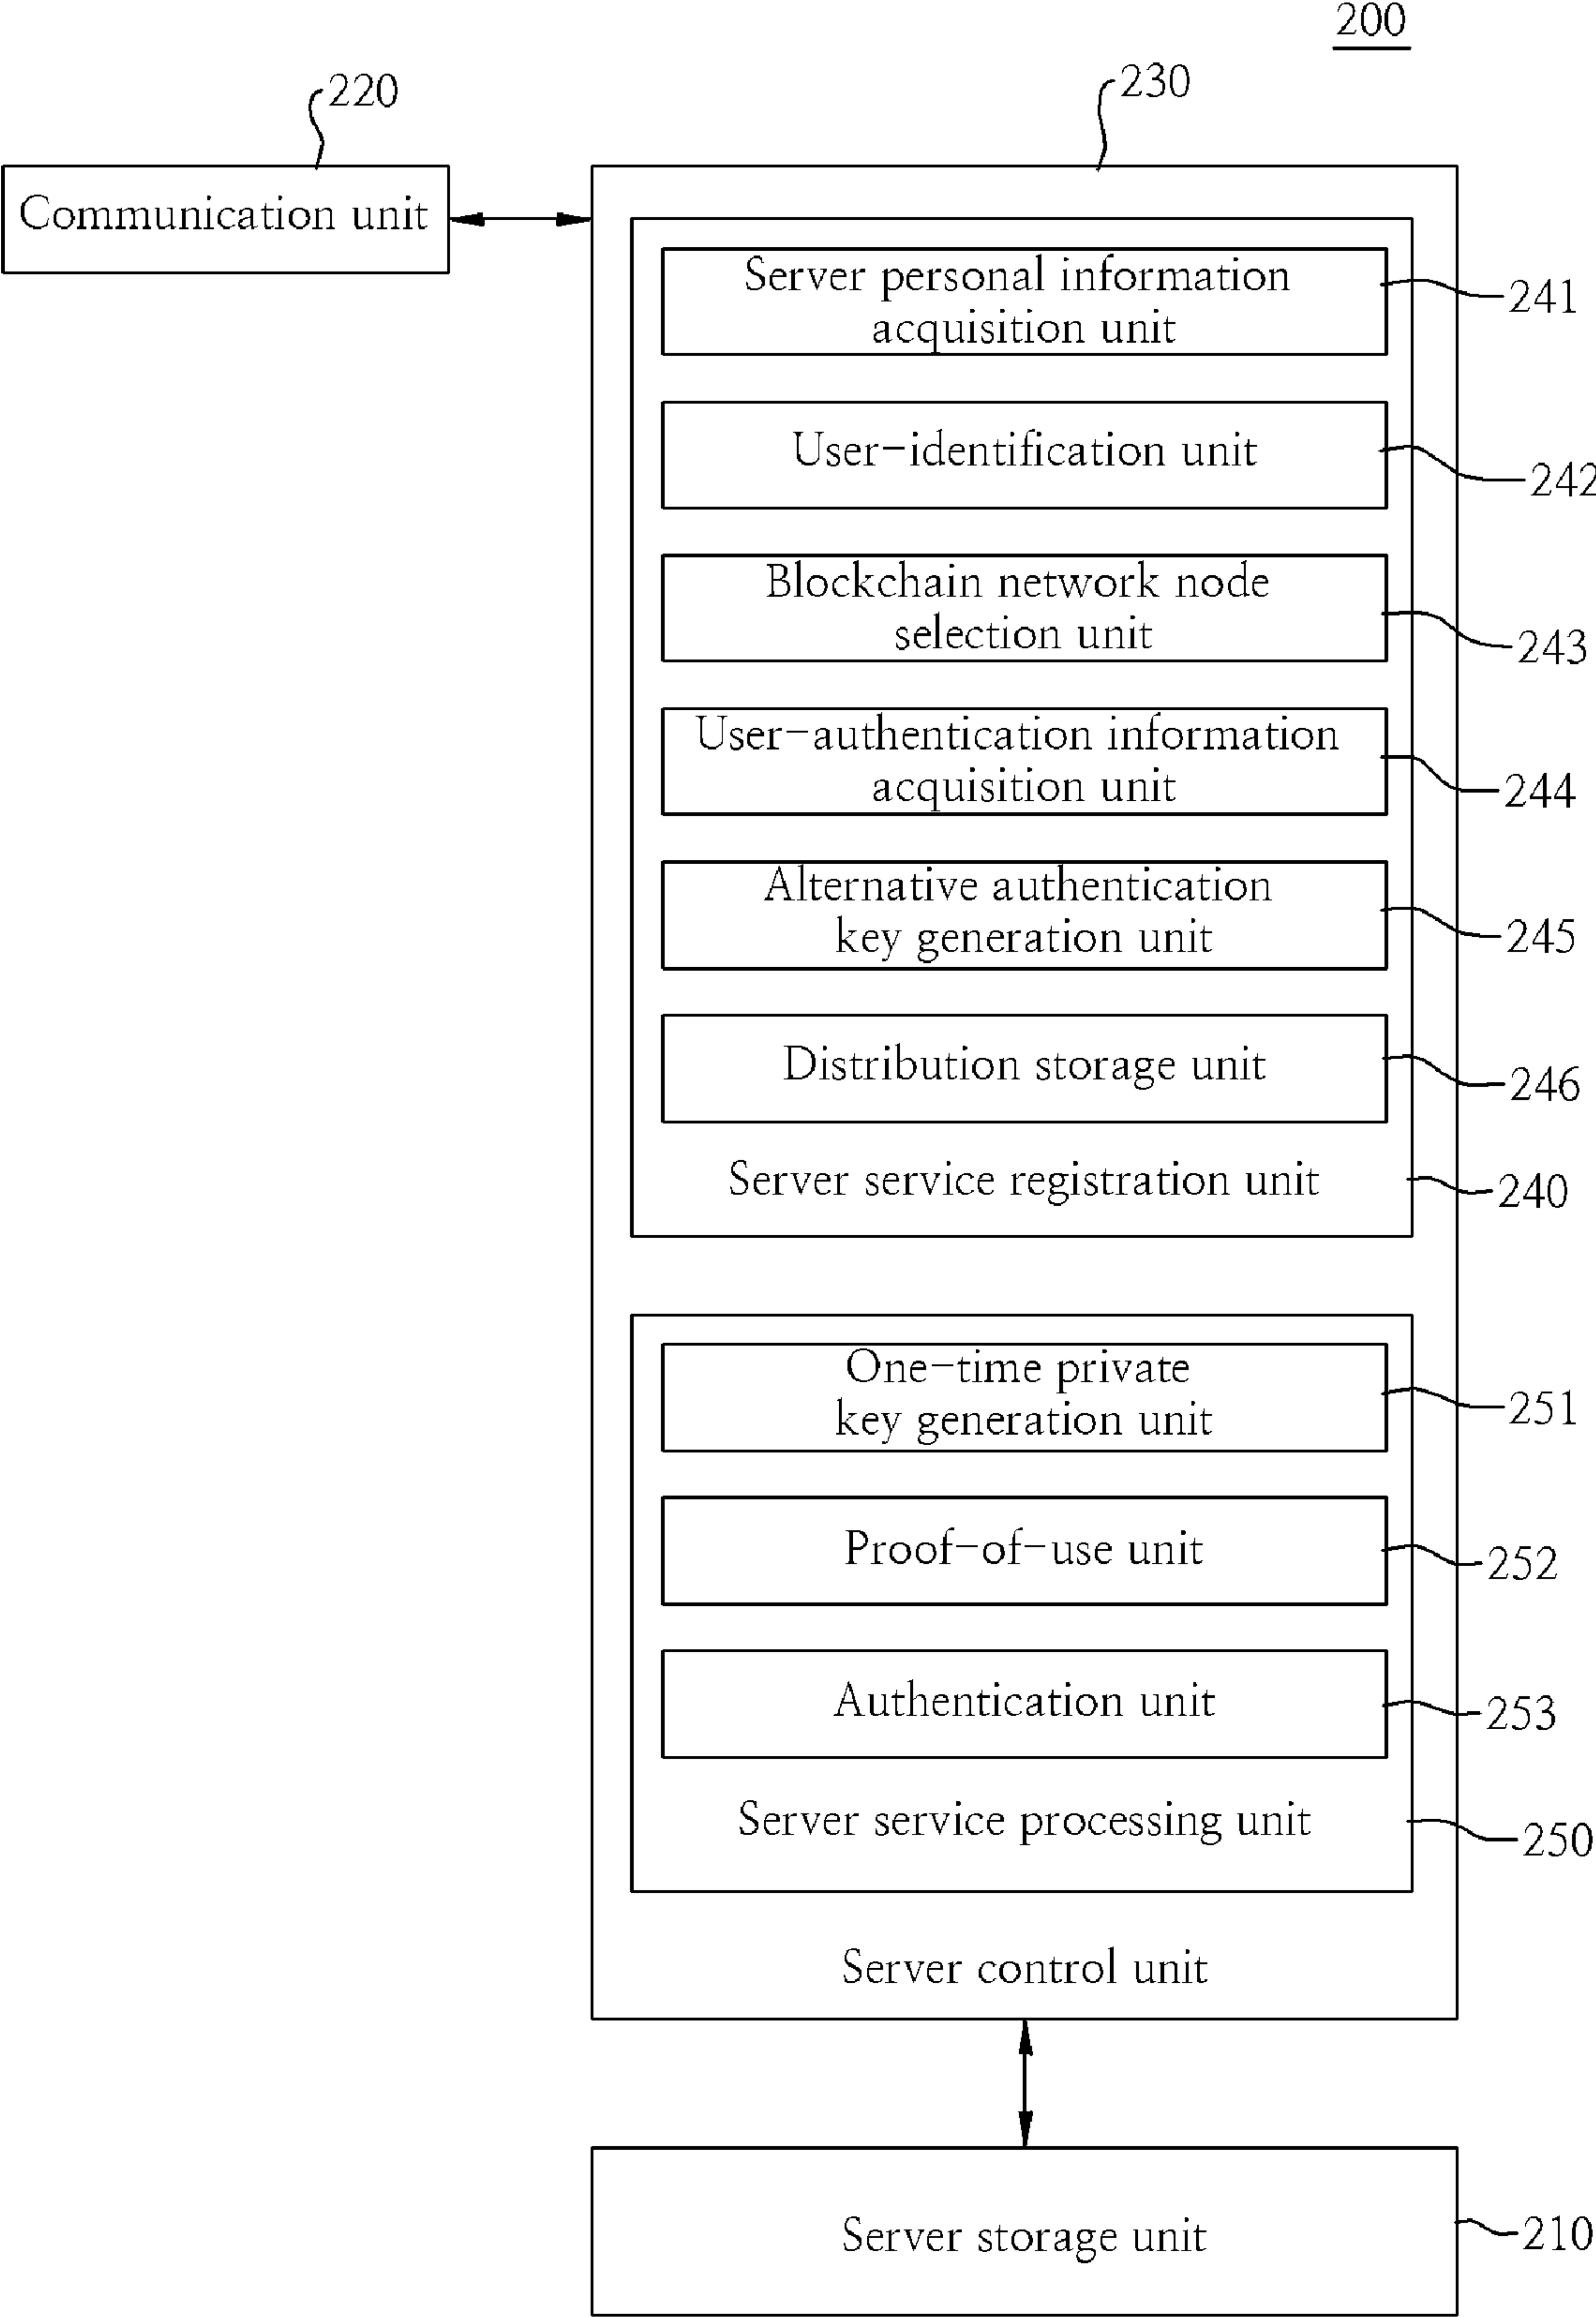 200
220
230
Communication unit
Server personal information
acquisition unit
241
User-identification unit
242
Blockchain network node
selection unit
243
User-authentication information
acquisition unit
244
Alternative authentication
key generation unit
245
Distribution storage unit
246
Server service registration unit
240
One-time private
key generation unit
251
Proof-of-use unit
252
Authentication unit
253
Server service processing unit
250
Server control unit
Server storage unit
210